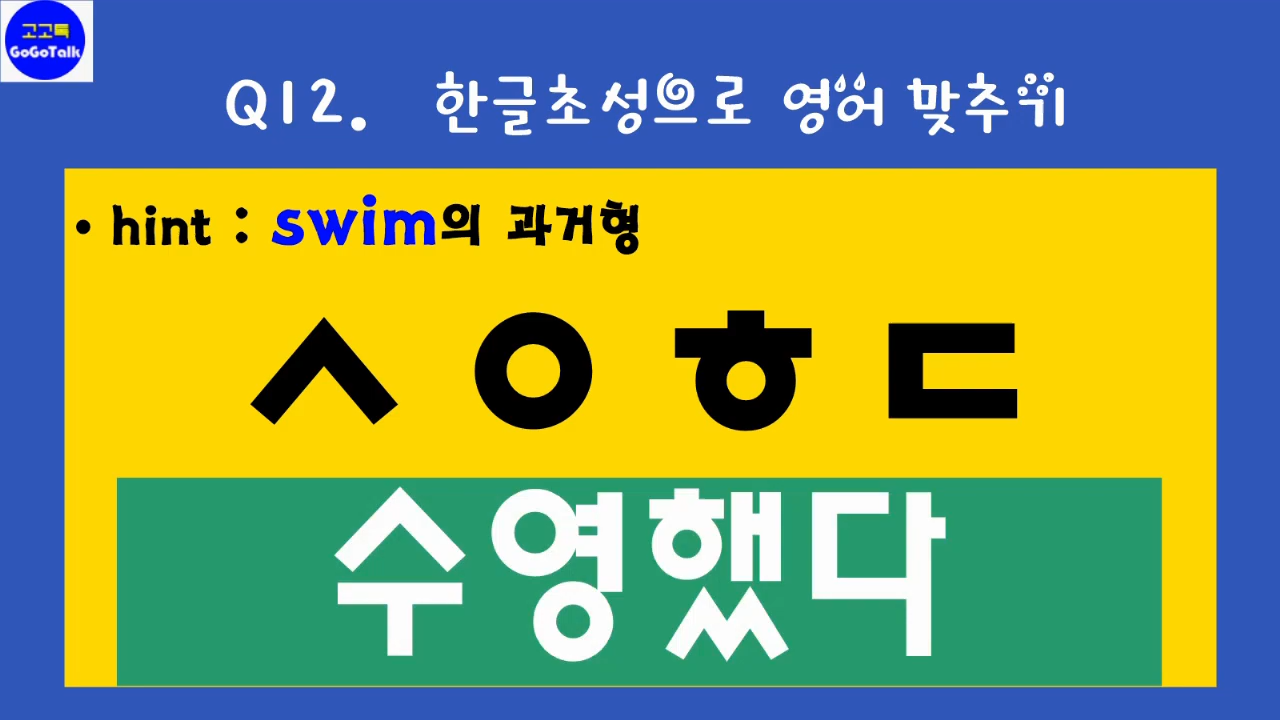 고고톡
GoGoTalk
Q12. 한글초성으로 영어 맞추기
• hint : swim의 과거형
ㅅㅇㅎㄷ
수영했다